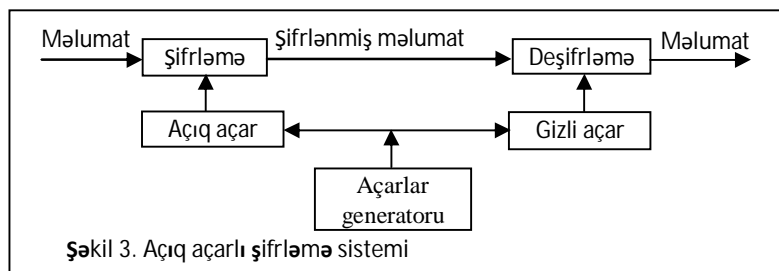 Məlumat
Şifrləmə
Şifrlənmiş məlumat
Deşifrləmə
Məlumat
Açıq açar
Gizli açar
Açarlar
generatoru
Şəkil 3. Açıq açarlı şifrləmə sistemi